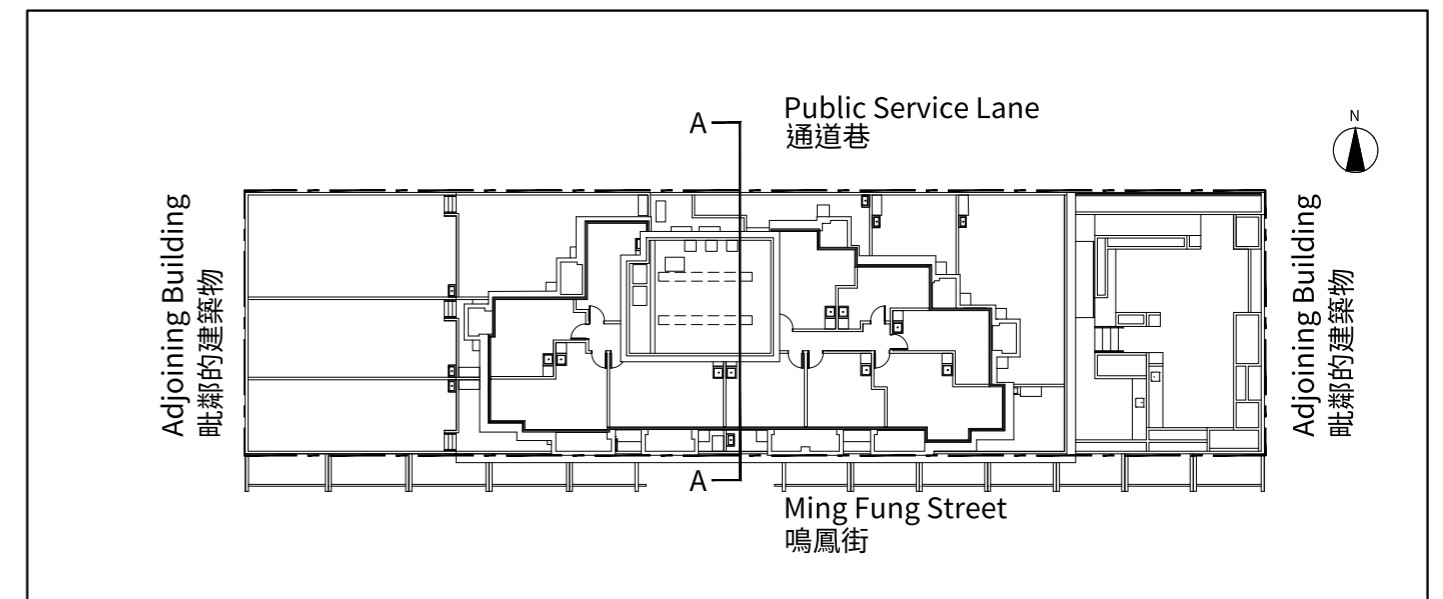 Public Service Lane
通道巷
N
A
Adjoining Building
毗鄰的建築物
Adjoining Building
毗鄰的建築物
A
Ming Fung Street
鳴鳳街